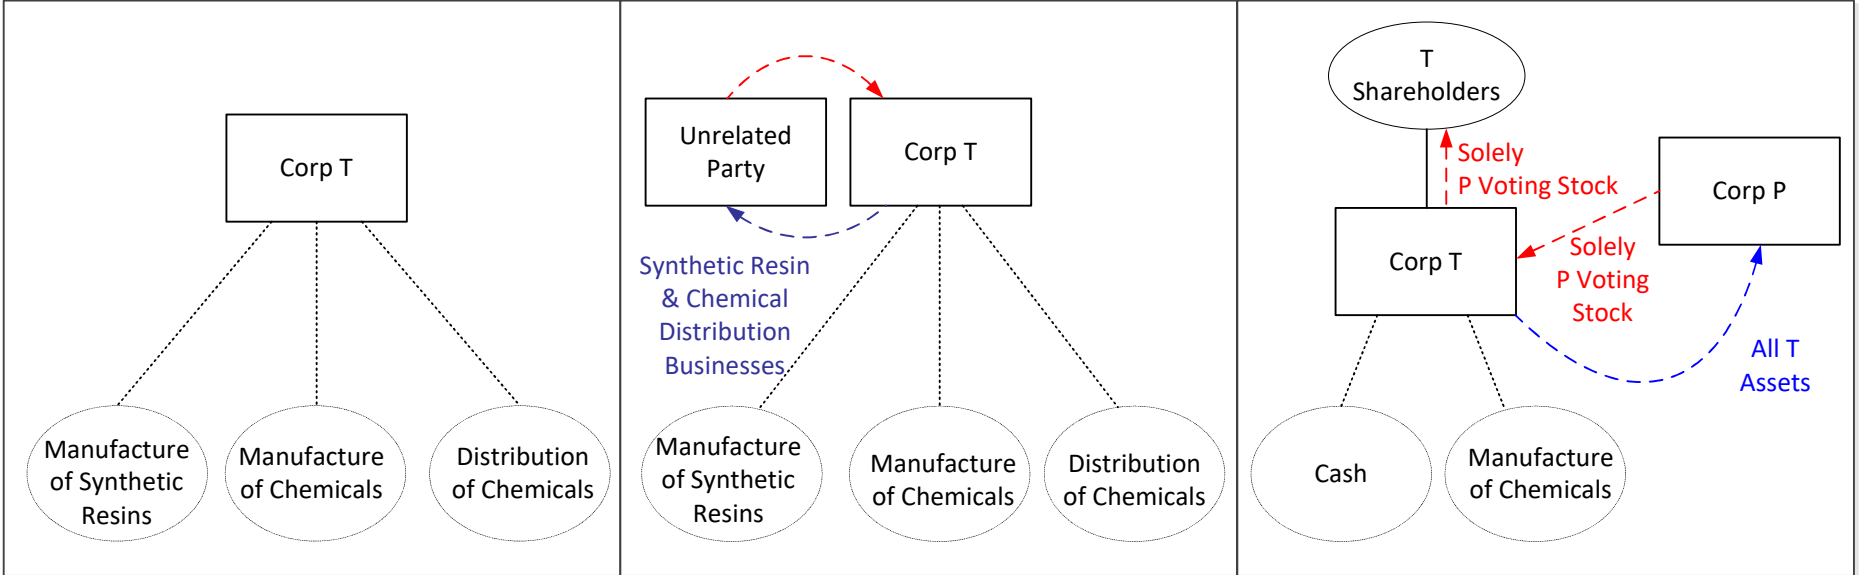 Corp T
Manufacture
of Synthetic
Resins
Manufacture
of Chemicals
Distribution
of Chemicals
Unrelated
Party
Corp T
Synthetic Resin
& Chemical
Distribution
Businesses
Manufacture
of Synthetic
Resins
Manufacture
of Chemicals
Distribution
of Chemicals
T
Shareholders
Solely
P Voting Stock
Corp P
Corp T
Solely
P Voting
Stock
All T
Assets
Cash
Manufacture
of Chemicals